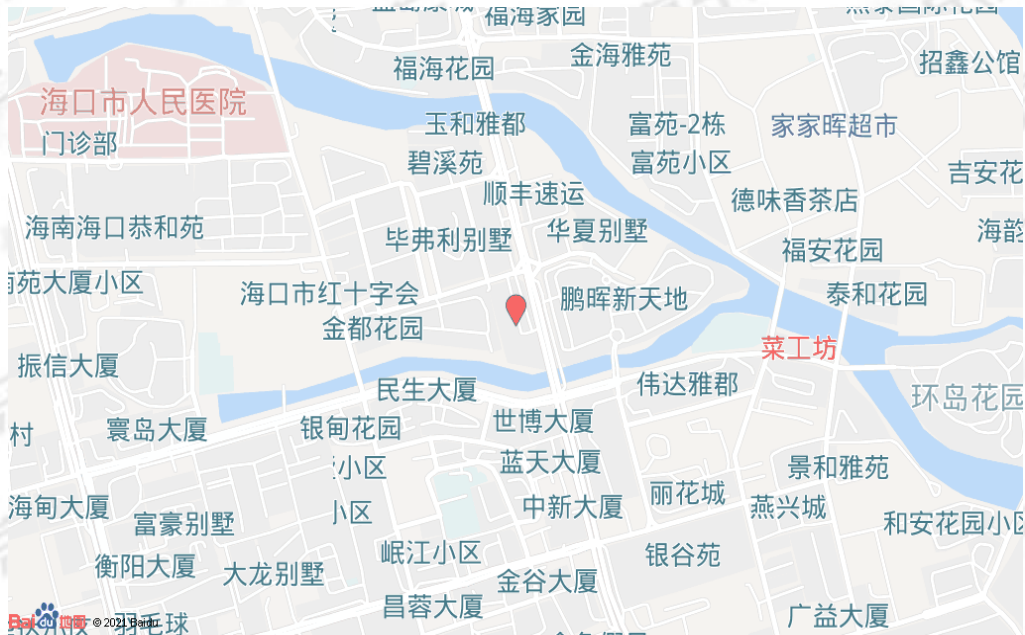 福海家园
福海花园
金海雅苑
招鑫公馆
海口市人民医院
门诊部
玉和雅都
富苑-2栋
家家晖超市
碧溪苑
富苑小区
吉安花
顺丰速运
德味香茶店
海南海口恭和苑
毕弗利别墅
华夏别墅
海韵
福安花园
苑大厦小区
海口市红十字会
鹏晖新天地
泰和花园
金都花园
菜工坊
振信大厦
民生大厦
伟达雅郡
环岛花园
村
寰岛大厦
银甸花园
世博大厦
小区
蓝天大厦
景和雅苑
海甸大厦
富豪别墅
小区
中新大厦
丽花城
燕兴城
和安花园小区
岷江小区
银谷苑
衡阳大厦
大龙别墅
金谷大厦
昌蓉大厦
广益大厦
Bai du 地图 © 2021 Baidu
羽毛球